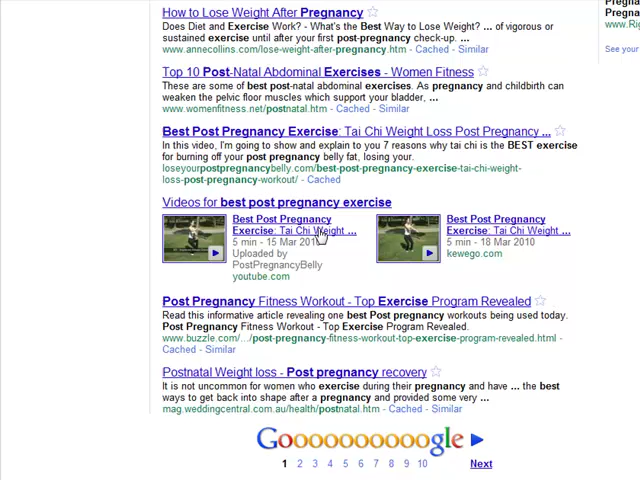 Pregna
www.Rig
See your
How to Lose Weight After Pregnancy
Does Diet and Exercise Work? - What's the Best Way to Lose Weight? ... of vigorous or
sustained exercise until after your first post-pregnancy check-up. ...
www.annecollins.com/lose-weight-after-pregnancy.htm - Cached - Similar
Top 10 Post-Natal Abdominal Exercises - Women Fitness
These are some of best post-natal abdominal exercises. As pregnancy and childbirth can
weaken the pelvic floor muscles which support your bladder, ...
www.womenfitness.net/postnatal.htm - Cached - Similar
Best Post Pregnancy Exercise: Tai Chi Weight Loss Post Pregnancy ...
In this video, I'm going to show and explain to you 7 reasons why tai chi is the BEST exercise
for burning off your post pregnancy belly fat, losing your.
loseyourpostpregnancybelly.com/best-post-pregnancy-exercise-tai-chi-weight-
loss-post-pregnancy-workout/ - Cached
Videos for best post pregnancy exercise
Best Post Pregnancy
Exercise: Tai Chi Weight ...
5 min - 15 Mar 2010
Uploaded by
PostPregnancyBelly
youtube.com
Best Post Pregnancy
Exercise: Tai Chi Weight ...
5 min - 18 Mar 2010
kewego.com
Post Pregnancy Fitness Workout - Top Exercise Program Revealed
Read this informative article revealing one best Post pregnancy workouts being used today.
Post Pregnancy Fitness Workout - Top Exercise Program Revealed.
www.buzzle.com/.../post-pregnancy-fitness-workout-top-exercise-program-revealed.html -
Cached - Similar
Postnatal Weight loss - Post pregnancy recovery
It is not uncommon for women who exercise during their pregnancy and have ... the best
ways to get back into shape after a pregnancy and provided some very ...
mag.weddingcentral.com.au/health/postnatal.htm - Cached - Similar
Goooooooooogle
1 2 3 4 5 6 7 8 9 10 Next